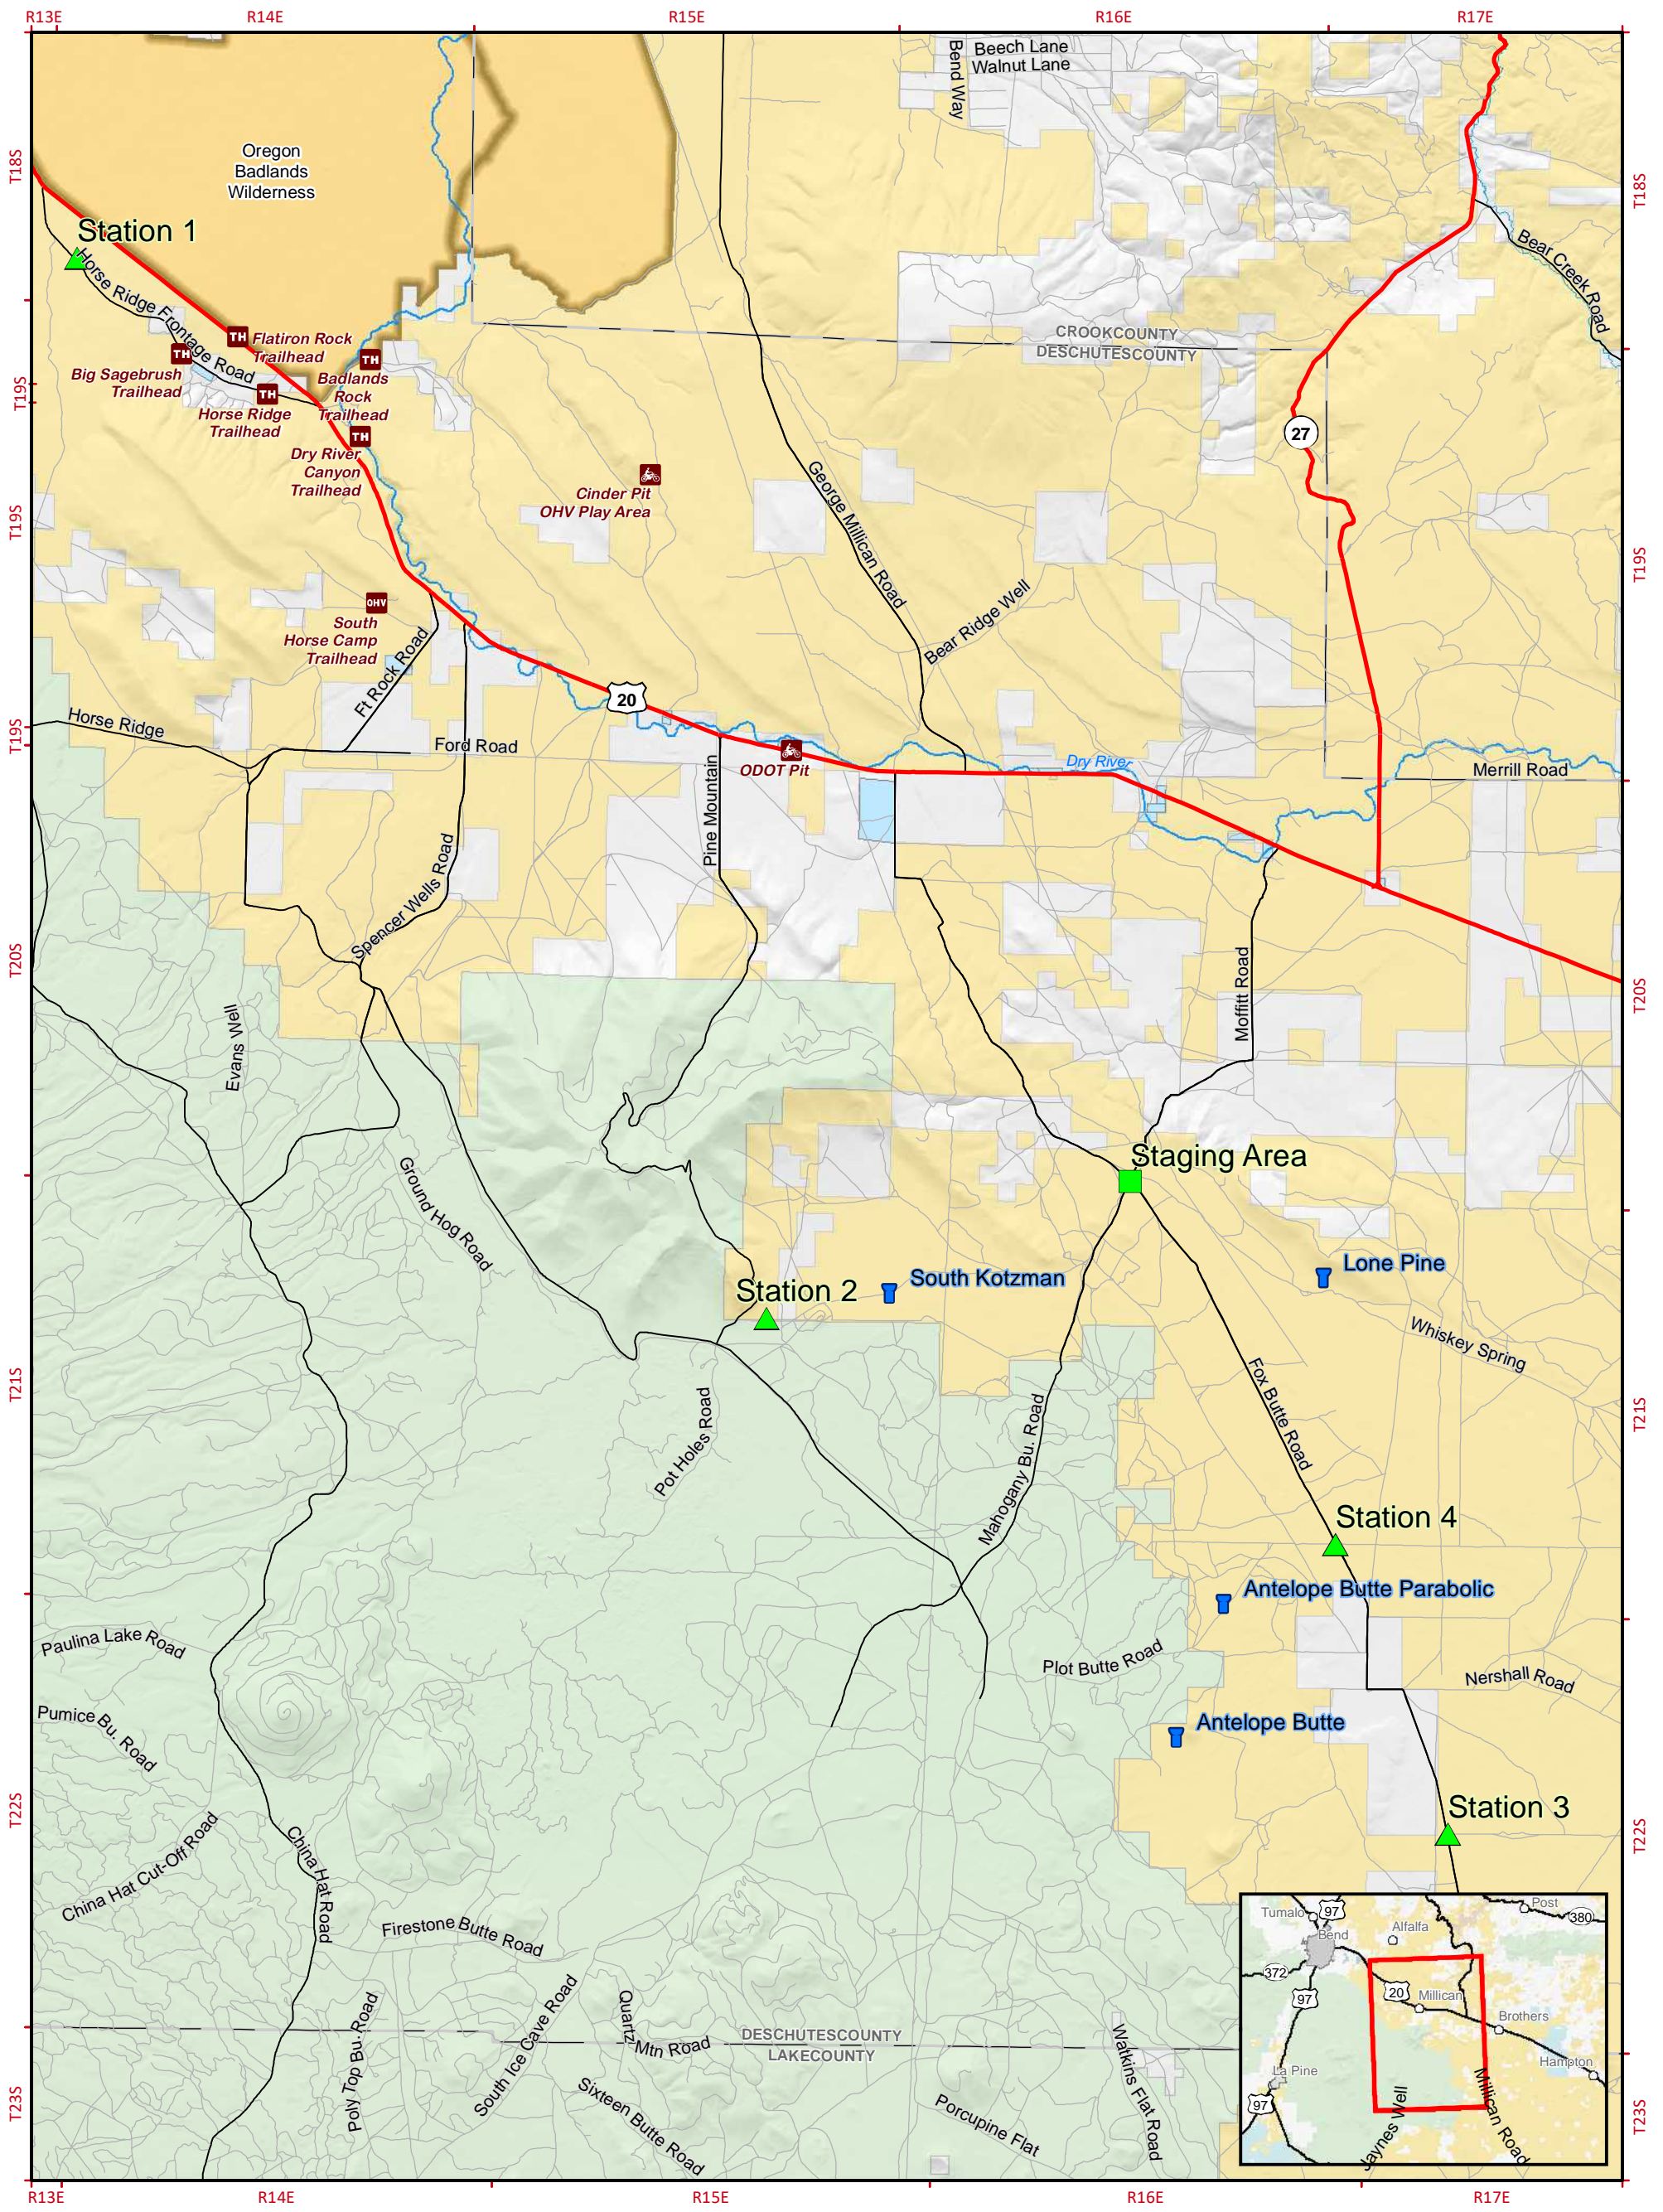 R13E
R14E
R15E
R16E
R17E
Bend Way
Beech Lane
Walnut Lane
T18S
T18S
Oregon
Badlands
Wilderness
Station 1
Bear Creek Road
Horse Ridge Frontage Road
TH
Flatiron Rock
Trailhead
CROOKCOUNTY
DESCHUTESCOUNTY
TH
Big Sagebrush
Trailhead
TH
Badlands
Rock
Trailhead
T19S
TH
Horse Ridge
Trailhead
27
TH
Dry River
Canyon
Trailhead
Cinder Pit
OHV Play Area
George Millican Road
T19S
T19S
OHV
South
Horse Camp
Trailhead
Bear Ridge Well
Ft Rock Road
20
Horse Ridge
T19S
Ford Road
Dry River
Merrill Road
ODOT Pit
Pine Mountain
Spencer Wells Road
T20S
Moffitt Road
T20S
Evans Well
Staging Area
Ground Hog Road
Lone Pine
South Kotzman
Station 2
Whiskey Spring
T21S
Fox Butte Road
T21S
Pot Holes Road
Mahogany Bu. Road
Station 4
Antelope Butte Parabolic
Paulina Lake Road
Plot Butte Road
Nershall Road
Pumice Bu. Road
Antelope Butte
T22S
Station 3
T22S
China Hat Cut-Off Road
China Hat Road
Firestone Butte Road
Post
Tumalo
97
380
Alfalfa
Bend
372
20
97
Millican
Brothers
Poly Top Bu. Road
South Ice Cave Road
Quartz Mtn Road
DESCHUTESCOUNTY
LAKECOUNTY
Watkins Flat Road
Hampton
La Pine
97
Jaynes Well
Millican Road
T23S
Sixteen Butte Road
Porcupine Flat
T23S
R13E
R14E
R15E
R16E
R17E